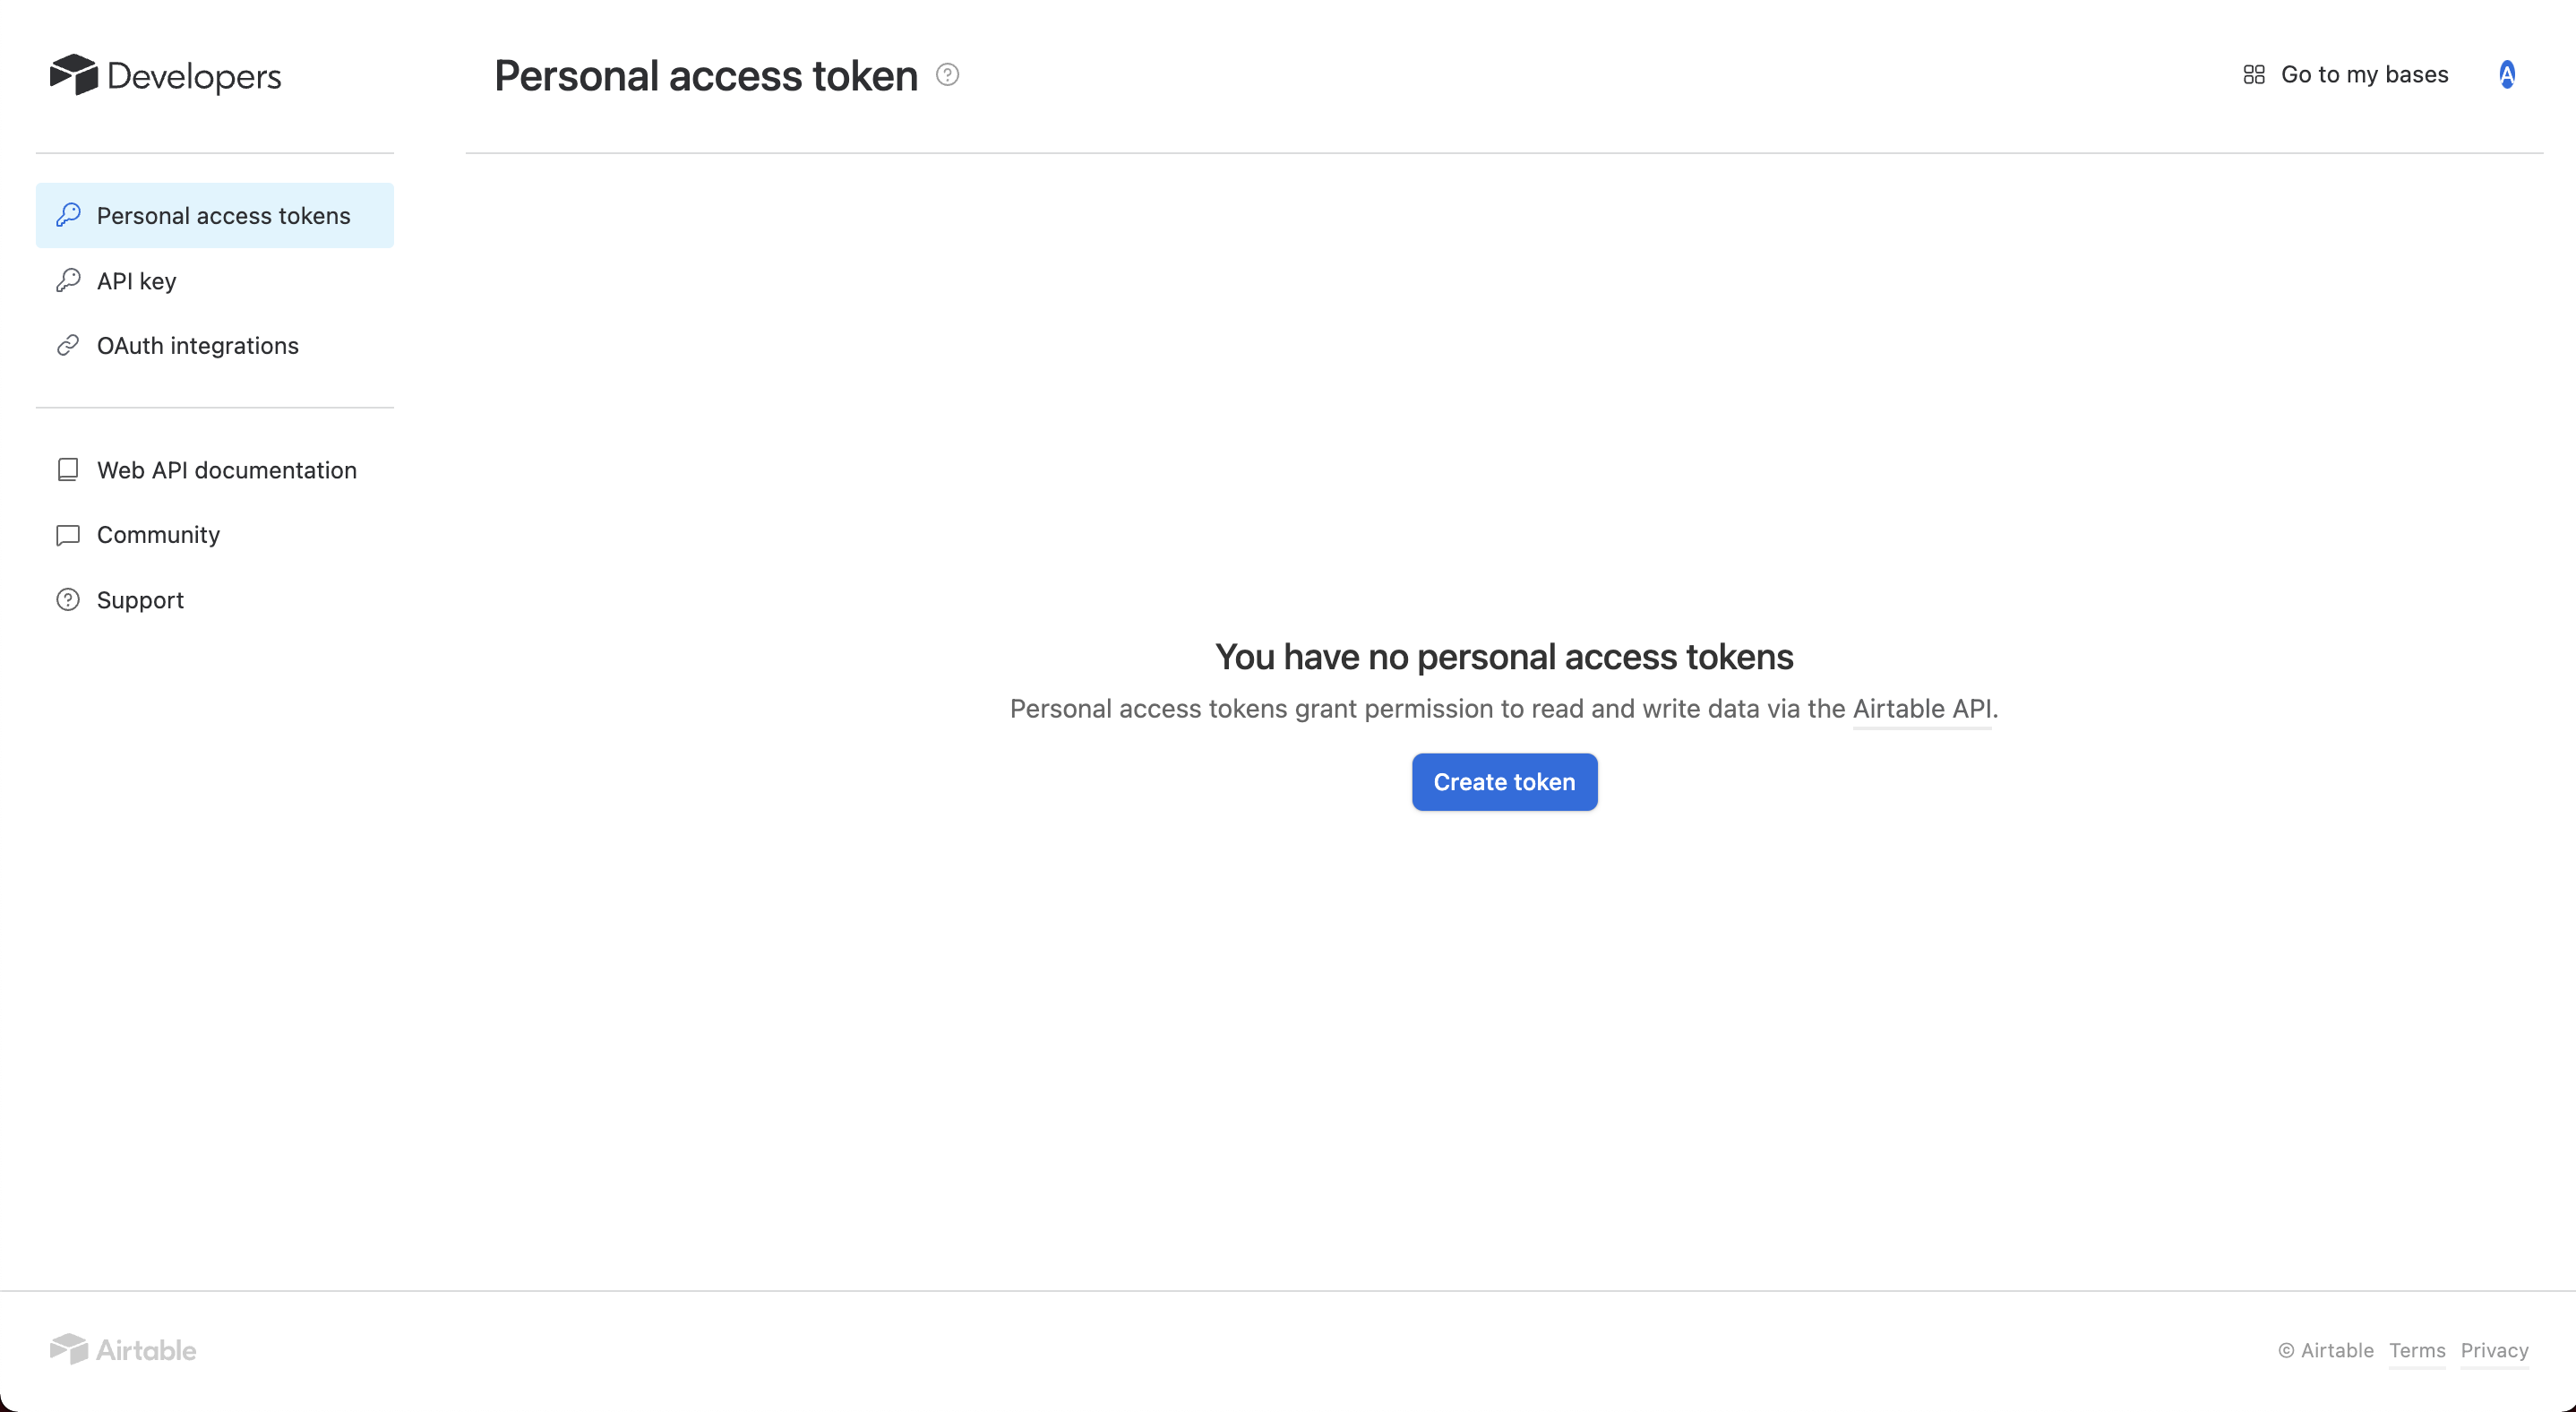 Developers
Personal access token
Go to my bases
A
Personal access tokens
API key
OAuth integrations
Web API documentation
Community
Support
You have no personal access tokens
Personal access tokens grant permission to read and write data via the Airtable API.
Create token
Airtable
© Airtable Terms Privacy